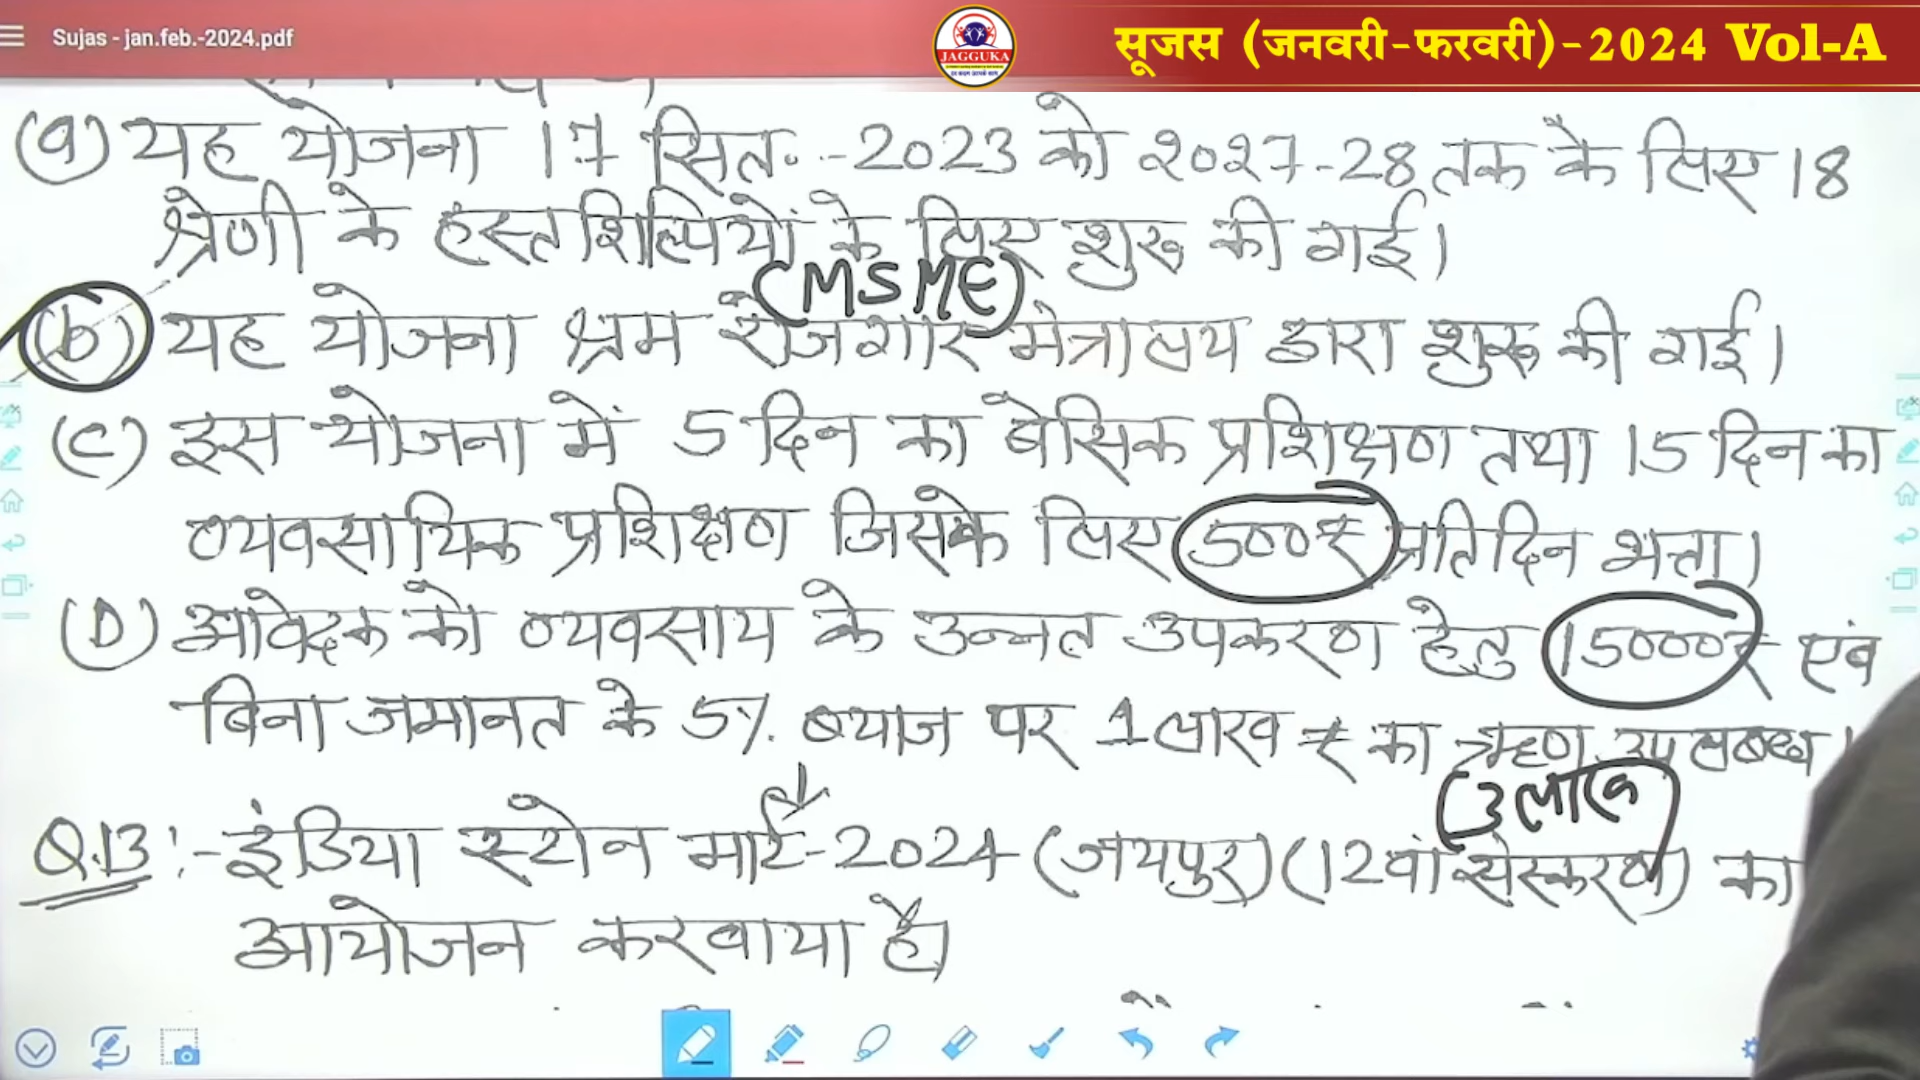 Sujas - jan.feb.-2024.pdf
JAGGUKA
सूजस (जनवरी-फरवरी)-2024 Vol-A
(a) यह योजना 17 सित. -2023 को 2027-28 तक के लिए 18
श्रेणी के हस्तशिल्पियों के लिए शुरू की गई।
(MSME)
(b) यह योजना श्रम रोजगार मंत्रालय द्वारा शुरू की गई।
(C) इस योजना में 5 दिन का बेसिक प्रशिक्षण तथा 15 दिन का
व्यवसायिक प्रशिक्षण जिसके लिए 500₹ प्रतिदिन भत्ता।
(D) आवेदक को व्यवसाय के उन्नत उपकरण हेतु 15000₹ एंव
बिना जमानत के 5% ब्याज पर 1 लाख ₹ का ऋण उपलब्ध।
(3 लाख)
Q.13:- इंडिया स्टोन मार्ट-2024 (जयपुर) (12वां संस्करण) का
आयोजन करवाया है।